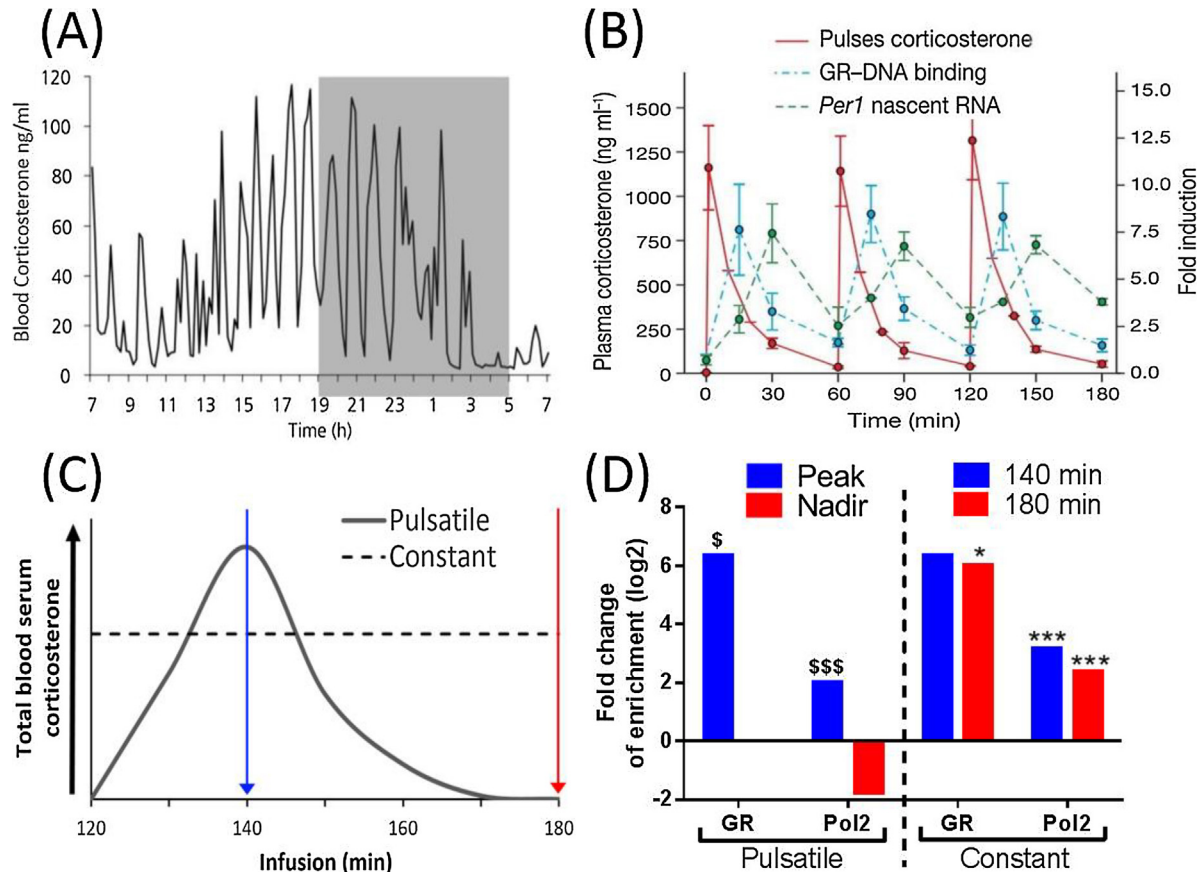 (A)
Blood Corticosterone ng/ml
120
100
80
60
40
20
0
7 9 11 13 15 17 19 21 23 1 3 5 7
Time (h)
(B)
Pulses corticosterone
GR–DNA binding
Per1 nascent RNA
Plasma corticosterone (ng ml⁻¹)
1500
1250
1000
750
500
250
0
15.0
12.5
10.0
7.5
5.0
2.5
0.0
Fold induction
0 30 60 90 120 150 180
Time (min)
(C)
Pulsatile
Constant
Total blood serum
corticosterone
120 140 160 180
Infusion (min)
(D)
Peak
Nadir
140 min
180 min
Fold change
of enrichment (log2)
8
6
4
2
0
-2
$
$$$
*
***
***
GR Pol2 GR Pol2
Pulsatile Constant